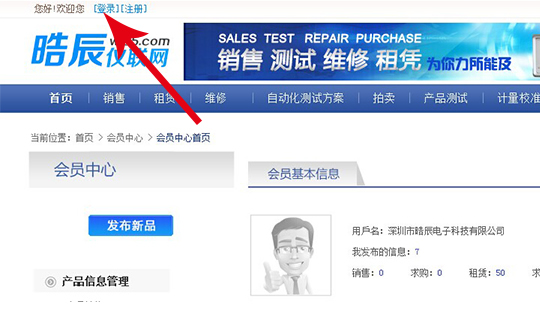 您好!欢迎您 [登录][注册]
皓辰仪联网
SALES TEST REPAIR PURCHASE
销售 测试 维修 租赁 为你力所能及
首页 销售 租 维修 自动化测试方案 拍卖 产品测试 计量校准
当前位置: 首页 > 会员中心 > 会员中心首页
会员中心
会员基本信息
发布新品
用戶名: 深圳市皓辰电子科技有限公司
我发布的信息: 7
销售: 0 求购: 0 租赁: 50 求
产品信息管理